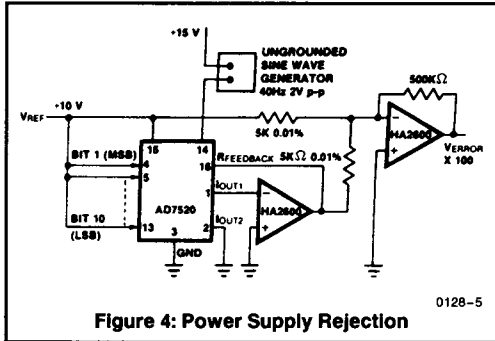 +15 V
UNGROUNDED
SINE WAVE
GENERATOR
40Hz 2V p-p
500KΩ
+10 V
VREF
5K 0.01%
VERROR
X 100
HA2600
15
14
16
RFEEDBACK
5KΩ 0.01%
BIT 1 (MSB)
4
5
IOUT1
1
AD7520
HA2600
IOUT2
BIT 10
(LSB)
13
3
2
GND
0128-5
Figure 4: Power Supply Rejection